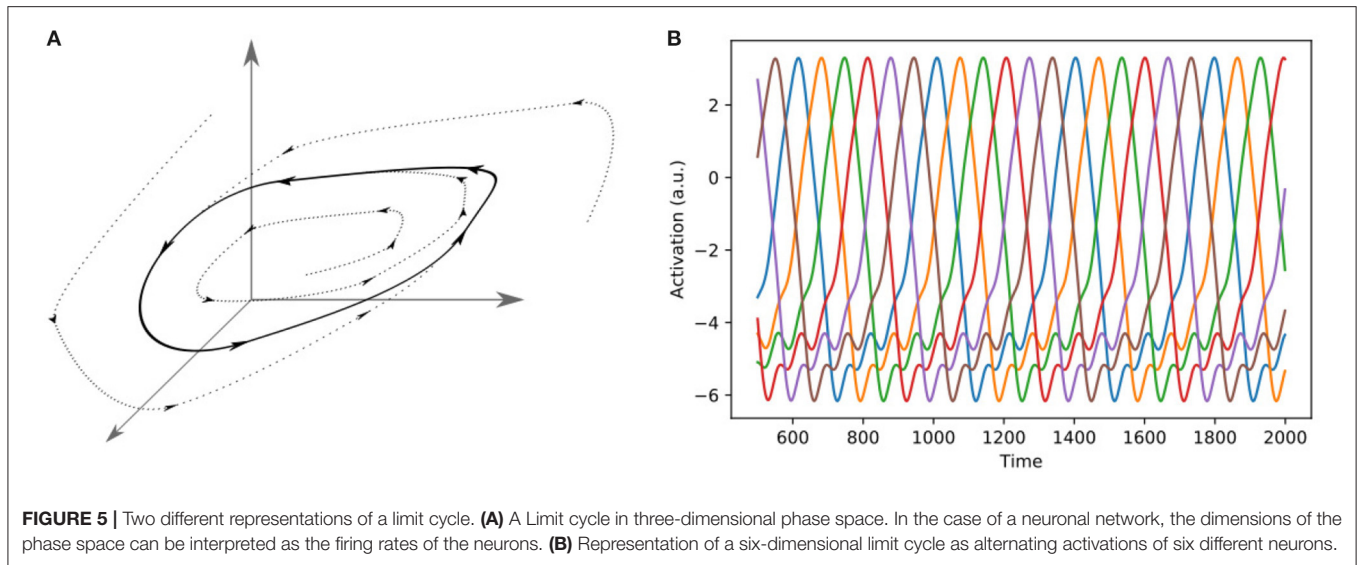 A
B
Activation (a.u.)
2
0
−2
−4
−6
600 800 1000 1200 1400 1600 1800 2000
Time
FIGURE 5 | Two different representations of a limit cycle. (A) A Limit cycle in three-dimensional phase space. In the case of a neuronal network, the dimensions of the
phase space can be interpreted as the firing rates of the neurons. (B) Representation of a six-dimensional limit cycle as alternating activations of six different neurons.